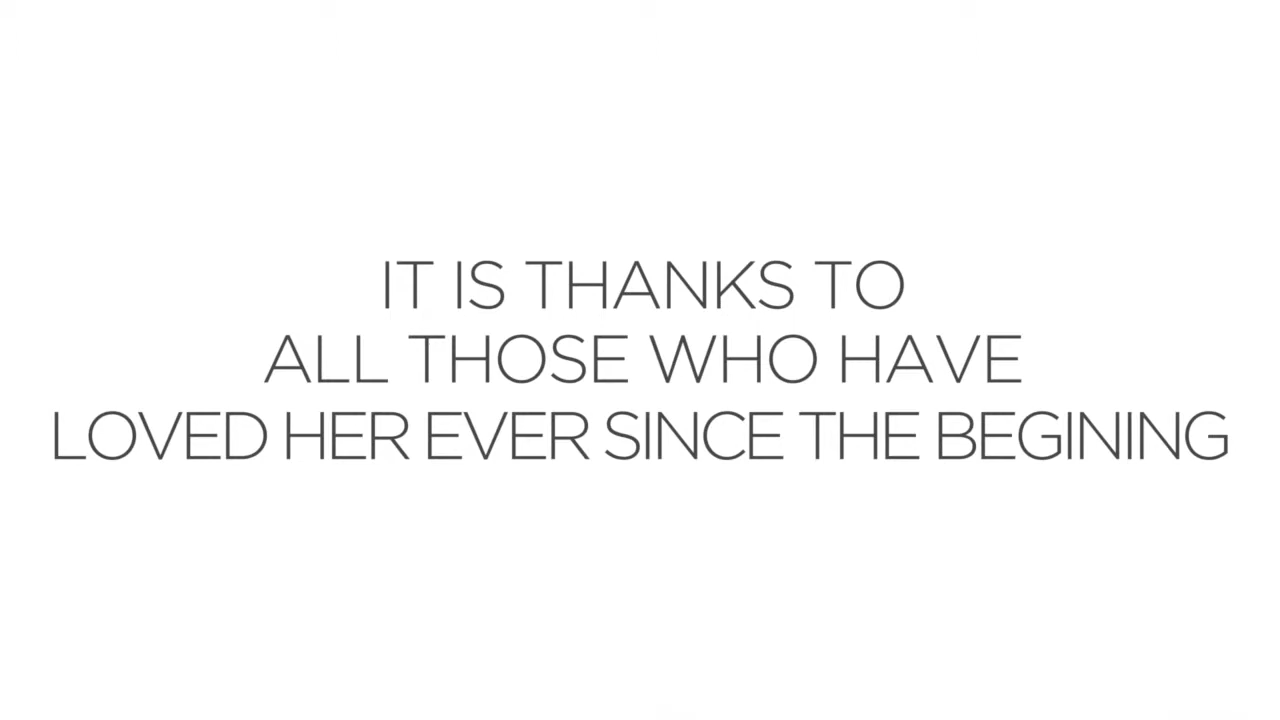 IT IS THANKS TO
ALL THOSE WHO HAVE
LOVED HER EVER SINCE THE BEGINING